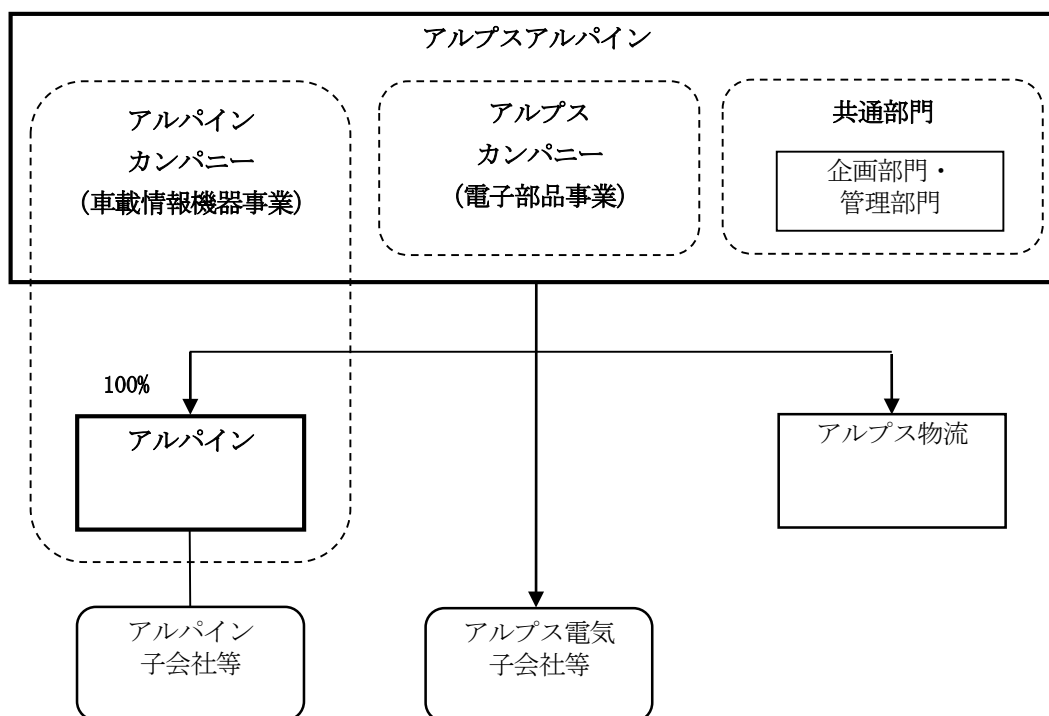 アルプスアルパイン
アルパイン
カンパニー
(車載情報機器事業)
アルプス
カンパニー
(電子部品事業)
共通部門
企画部門・
管理部門
100%
アルパイン
アルプス物流
アルパイン
子会社等
アルプス電気
子会社等